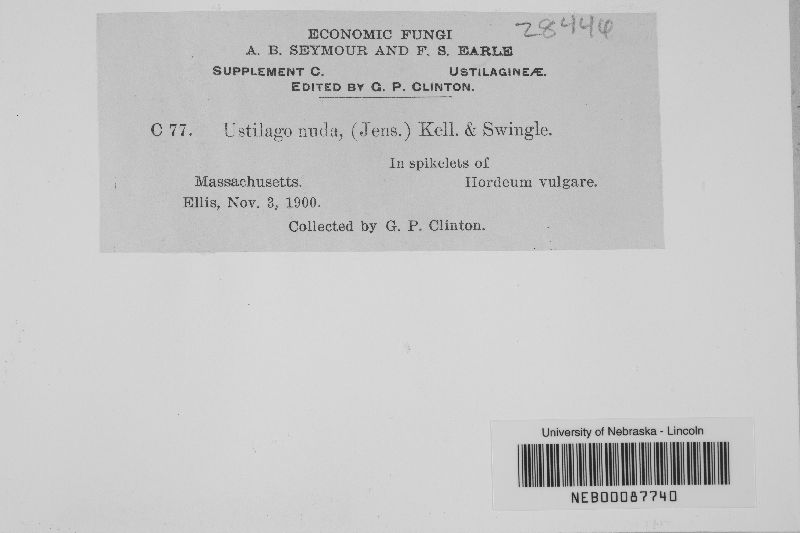 28446
ECONOMIC FUNGI
A. B. SEYMOUR AND F. S. EARLE
SUPPLEMENT C. USTILAGINEÆ.
EDITED BY G. P. CLINTON.
C 77. Ustilago nuda, (Jens.) Kell. & Swingle.
In spikelets of
Massachusetts. Hordeum vulgare.
Ellis, Nov. 3, 1900.
Collected by G. P. Clinton.
University of Nebraska - Lincoln
NEB00087740